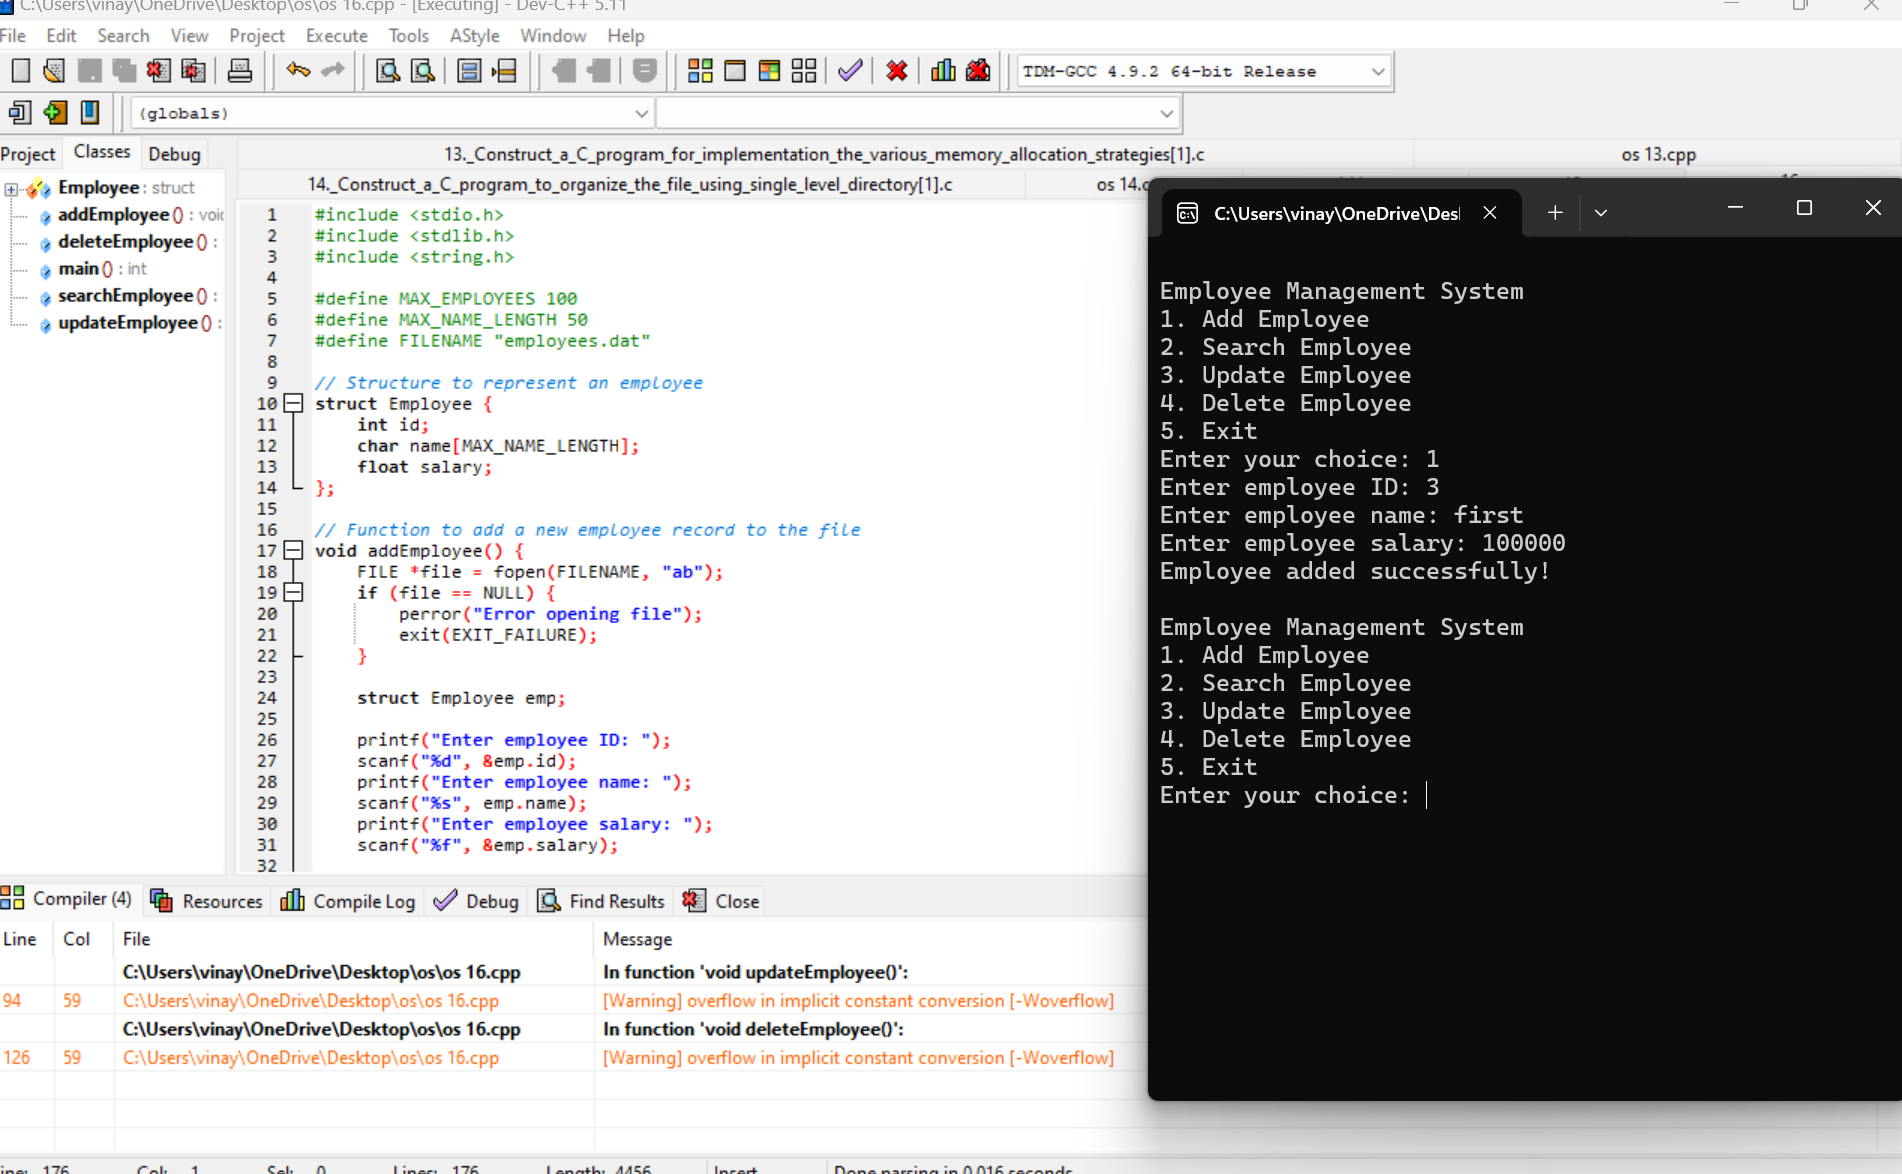 C:\Users\vinay\OneDrive\Desktop\os\os 16.cpp - [Executing] - Dev-C++ 5.11
File Edit Search View Project Execute Tools AStyle Window Help
TDM-GCC 4.9.2 64-bit Release
(globals)
Project Classes Debug
13._Construct_a_C_program_for_implementation_the_various_memory_allocation_strategies[1].c os 13.cpp
14._Construct_a_C_program_to_organize_the_file_using_single_level_directory[1].c os 14.c
Employee : struct
addEmployee () : void
deleteEmployee () :
main () : int
searchEmployee () :
updateEmployee () :
1 #include <stdio.h>
2 #include <stdlib.h>
3 #include <string.h>
4
5 #define MAX_EMPLOYEES 100
6 #define MAX_NAME_LENGTH 50
7 #define FILENAME "employees.dat"
8
9 // Structure to represent an employee
10 struct Employee {
11 int id;
12 char name[MAX_NAME_LENGTH];
13 float salary;
14 };
15
16 // Function to add a new employee record to the file
17 void addEmployee() {
18 FILE *file = fopen(FILENAME, "ab");
19 if (file == NULL) {
20 perror("Error opening file");
21 exit(EXIT_FAILURE);
22 }
23
24 struct Employee emp;
25
26 printf("Enter employee ID: ");
27 scanf("%d", &emp.id);
28 printf("Enter employee name: ");
29 scanf("%s", emp.name);
30 printf("Enter employee salary: ");
31 scanf("%f", &emp.salary);
32
C:\Users\vinay\OneDrive\Des
Employee Management System
1. Add Employee
2. Search Employee
3. Update Employee
4. Delete Employee
5. Exit
Enter your choice: 1
Enter employee ID: 3
Enter employee name: first
Enter employee salary: 100000
Employee added successfully!
Employee Management System
1. Add Employee
2. Search Employee
3. Update Employee
4. Delete Employee
5. Exit
Enter your choice:
Compiler (4) Resources Compile Log Debug Find Results Close
Line Col File Message
C:\Users\vinay\OneDrive\Desktop\os\os 16.cpp In function 'void updateEmployee()':
94 59 C:\Users\vinay\OneDrive\Desktop\os\os 16.cpp [Warning] overflow in implicit constant conversion [-Woverflow]
C:\Users\vinay\OneDrive\Desktop\os\os 16.cpp In function 'void deleteEmployee()':
126 59 C:\Users\vinay\OneDrive\Desktop\os\os 16.cpp [Warning] overflow in implicit constant conversion [-Woverflow]
Line: 176 Col: 1 Sel: 0 Lines: 176 Length: 4456 Insert Done parsing in 0.016 seconds